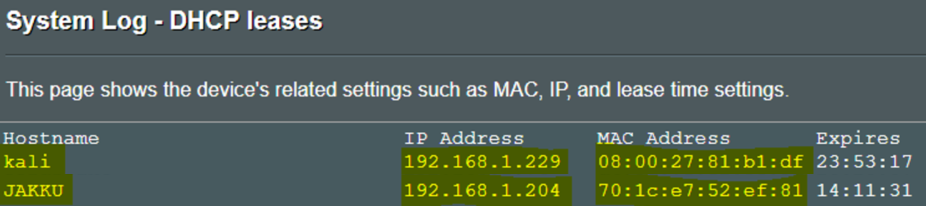 System Log - DHCP leases
This page shows the device's related settings such as MAC, IP, and lease time settings.
Hostname IP Address MAC Address Expires
kali 192.168.1.229 08:00:27:81:b1:df 23:53:17
JAKKU 192.168.1.204 70:1c:e7:52:ef:81 14:11:31